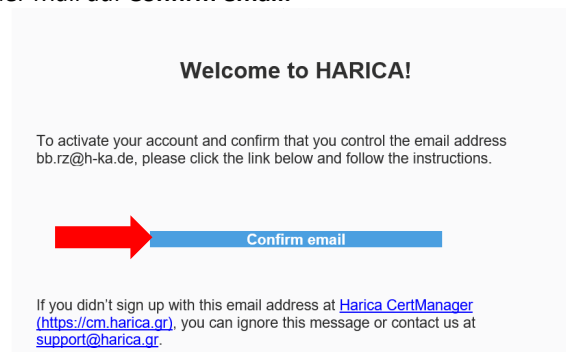 Welcome to HARICA!
To activate your account and confirm that you control the email address
bb.rz@h-ka.de, please click the link below and follow the instructions.
Confirm email
If you didn't sign up with this email address at Harica CertManager
(https://cm.harica.gr), you can ignore this message or contact us at
support@harica.gr.